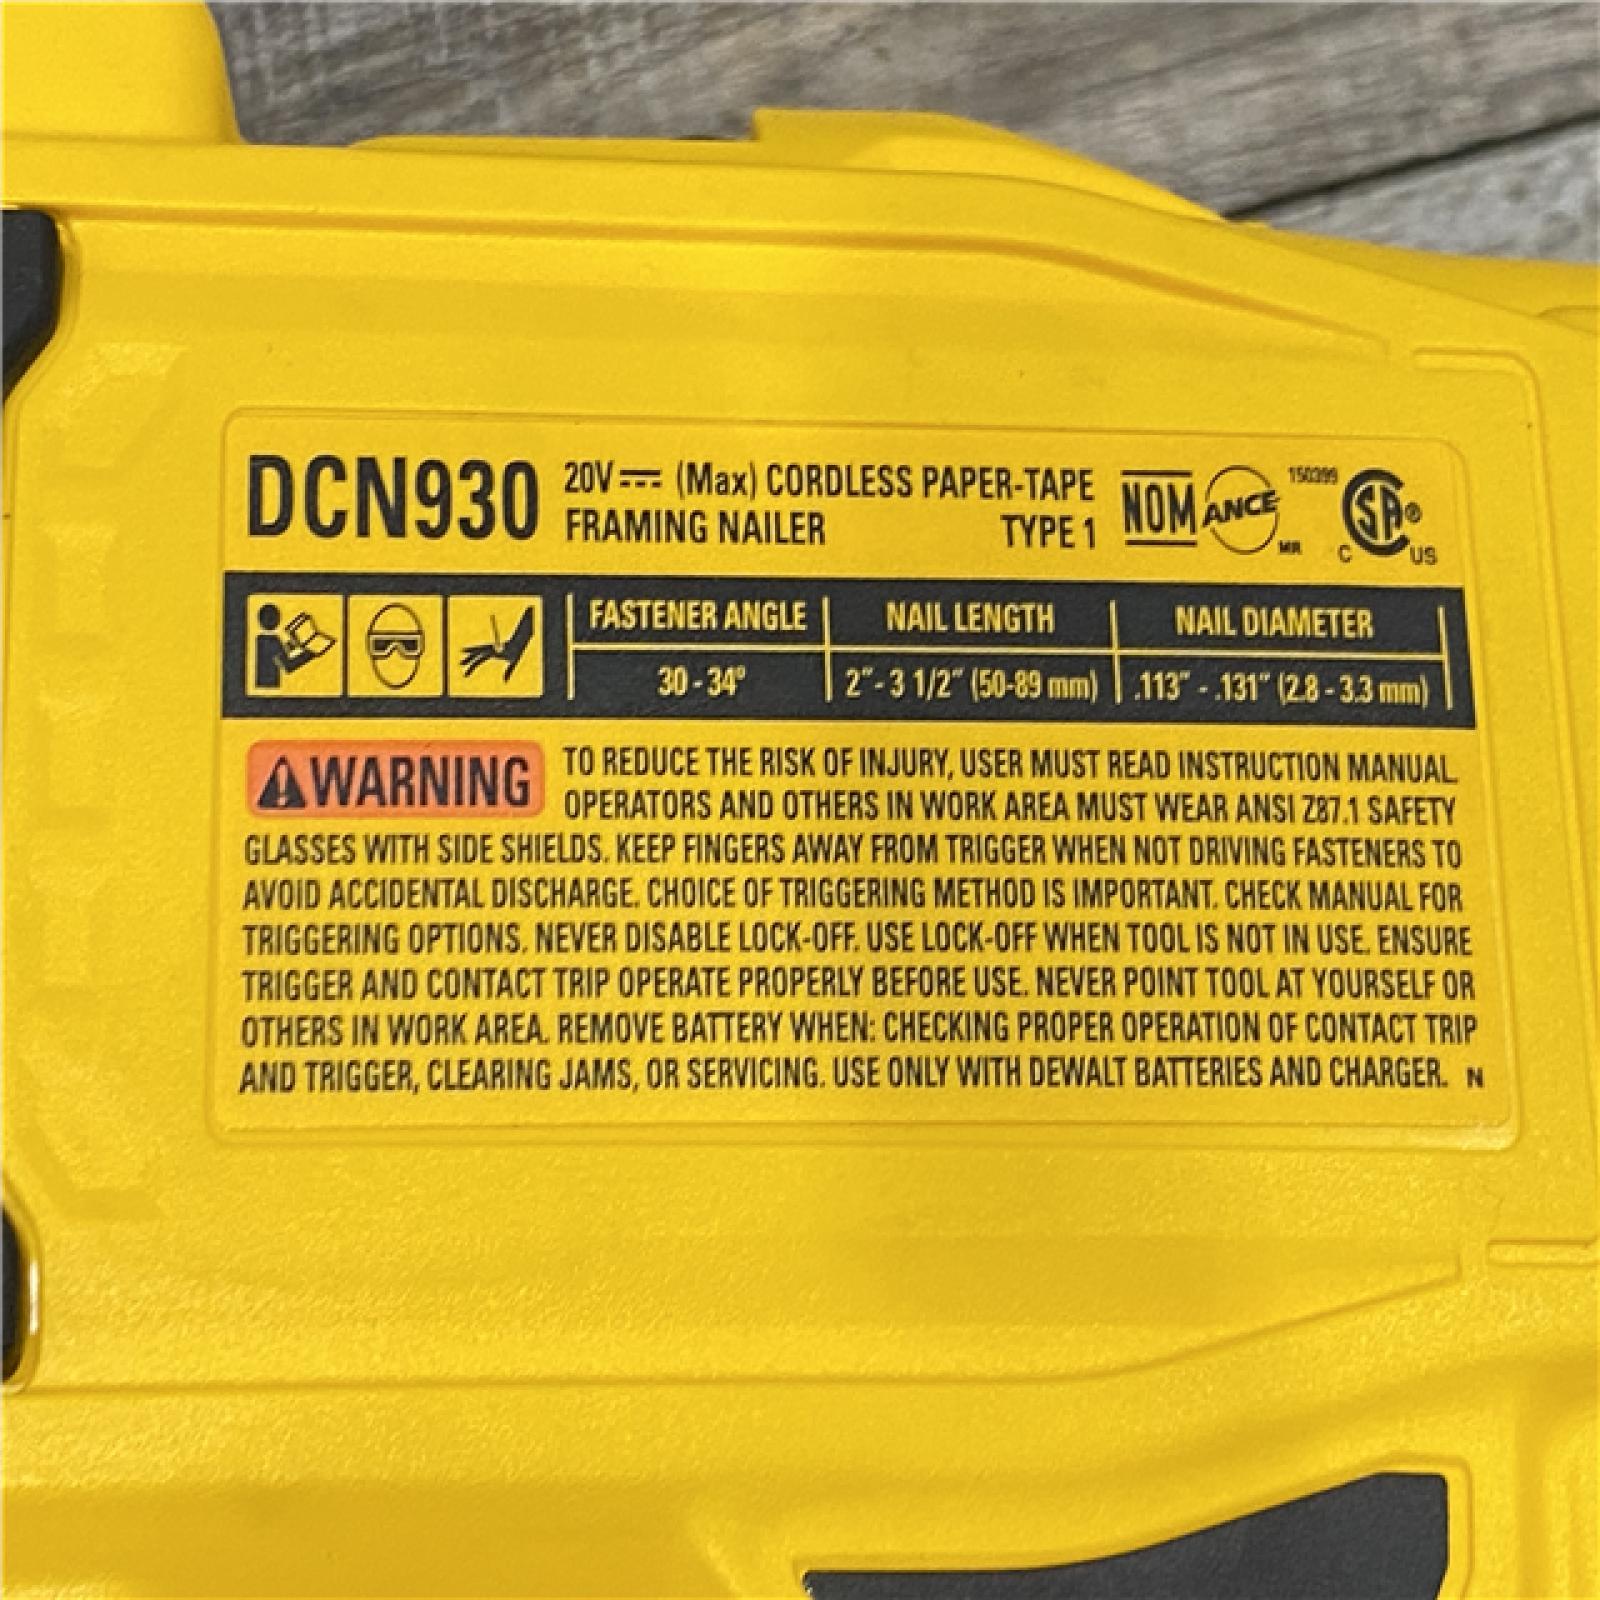 DCN930 20V (Max) CORDLESS PAPER-TAPE
FRAMING NAILER TYPE 1
NOM ANCE MR 150399 C SA® US
FASTENER ANGLE NAIL LENGTH NAIL DIAMETER
30 - 34° 2" - 3 1/2" (50-89 mm) .113" - .131" (2.8 - 3.3 mm)
WARNING TO REDUCE THE RISK OF INJURY, USER MUST READ INSTRUCTION MANUAL.
OPERATORS AND OTHERS IN WORK AREA MUST WEAR ANSI Z87.1 SAFETY
GLASSES WITH SIDE SHIELDS. KEEP FINGERS AWAY FROM TRIGGER WHEN NOT DRIVING FASTENERS TO
AVOID ACCIDENTAL DISCHARGE. CHOICE OF TRIGGERING METHOD IS IMPORTANT. CHECK MANUAL FOR
TRIGGERING OPTIONS. NEVER DISABLE LOCK-OFF. USE LOCK-OFF WHEN TOOL IS NOT IN USE. ENSURE
TRIGGER AND CONTACT TRIP OPERATE PROPERLY BEFORE USE. NEVER POINT TOOL AT YOURSELF OR
OTHERS IN WORK AREA. REMOVE BATTERY WHEN: CHECKING PROPER OPERATION OF CONTACT TRIP
AND TRIGGER, CLEARING JAMS, OR SERVICING. USE ONLY WITH DEWALT BATTERIES AND CHARGER. N